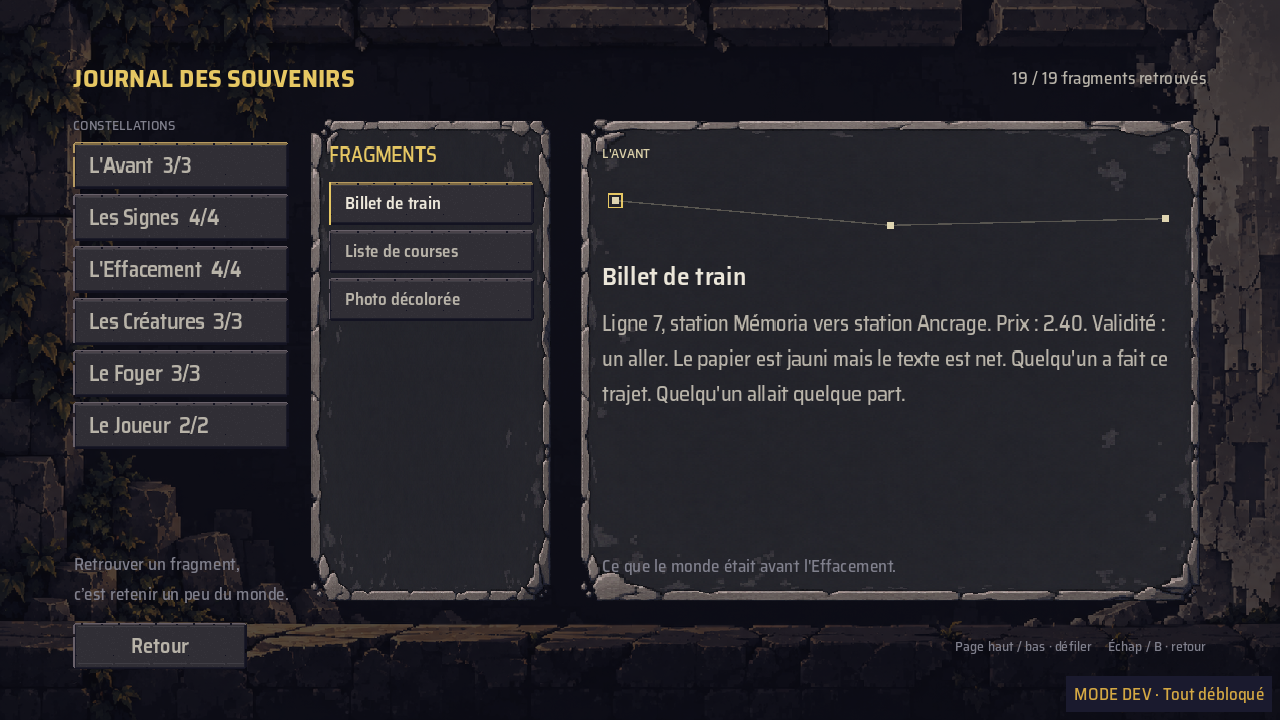 JOURNAL DES SOUVENIRS
19 / 19 fragments retrouvés
CONSTELLATIONS
L'Avant 3/3
Les Signes 4/4
L'Effacement 4/4
Les Créatures 3/3
Le Foyer 3/3
Le Joueur 2/2
Retrouver un fragment,
c'est retenir un peu du monde.
Retour
FRAGMENTS
Billet de train
Liste de courses
Photo décolorée
L'AVANT
Billet de train
Ligne 7, station Mémoria vers station Ancrage. Prix : 2.40. Validité :
un aller. Le papier est jauni mais le texte est net. Quelqu'un a fait ce
trajet. Quelqu'un allait quelque part.
Ce que le monde était avant l'Effacement.
Page haut / bas · défiler Échap / B · retour
MODE DEV · Tout débloqué